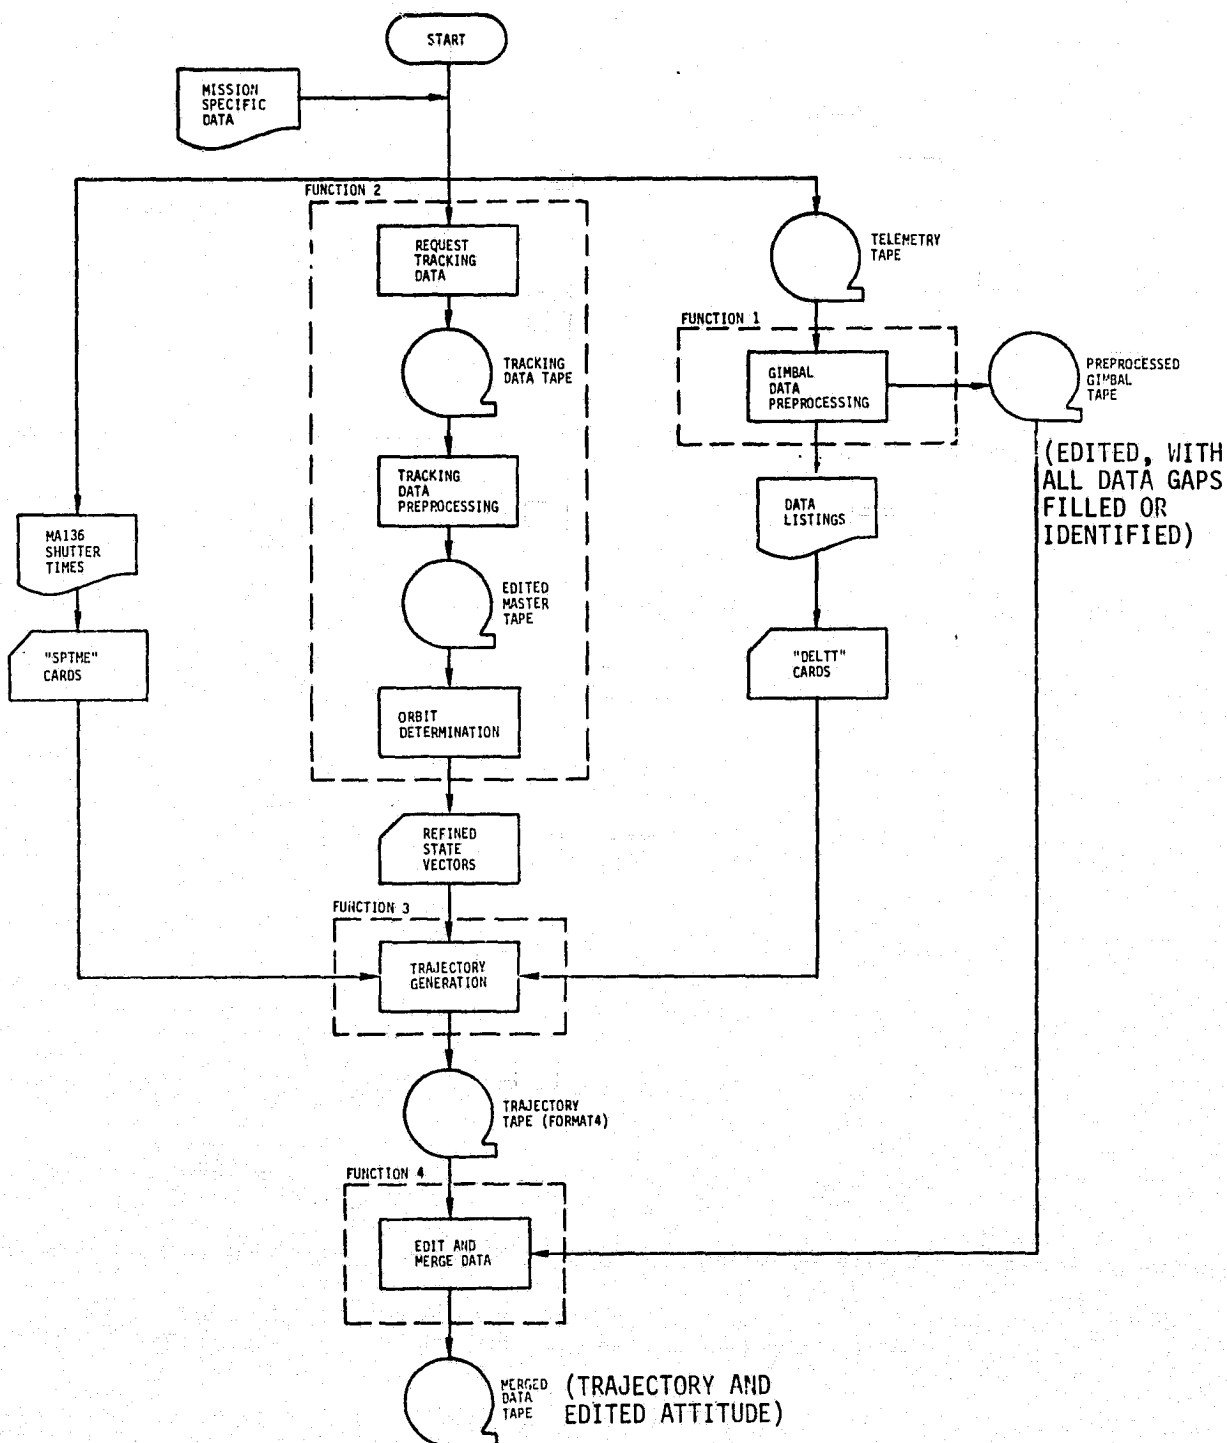 START
MISSION
SPECIFIC
DATA
FUNCTION 2
REQUEST
TRACKING
DATA
TELEMETRY
TAPE
FUNCTION 1
TRACKING
DATA TAPE
GIMBAL
DATA
PREPROCESSING
PREPROCESSED
GIMBAL
TAPE
(EDITED, WITH
ALL DATA GAPS
FILLED OR
IDENTIFIED)
TRACKING
DATA
PREPROCESSING
DATA
LISTINGS
MA136
SHUTTER
TIMES
EDITED
MASTER
TAPE
"SPTME"
CARDS
"DELTT"
CARDS
ORBIT
DETERMINATION
REFINED
STATE
VECTORS
FUNCTION 3
TRAJECTORY
GENERATION
TRAJECTORY
TAPE (FORMAT4)
FUNCTION 4
EDIT AND
MERGE DATA
MERGED
DATA
TAPE
(TRAJECTORY AND
EDITED ATTITUDE)